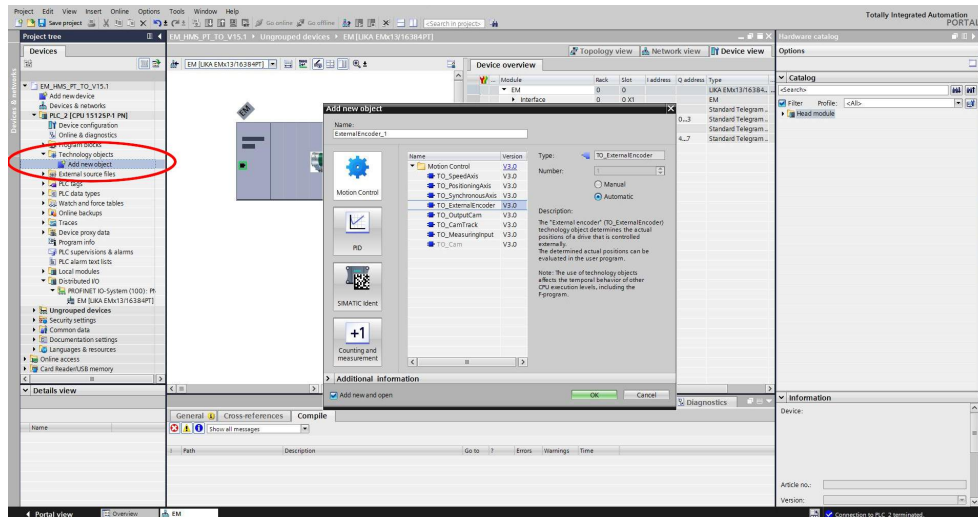 Project Edit View Insert Online Options Tools Window Help
Totally Integrated Automation
PORTAL
Save project
Go online
Go offline
<Search in project>
Project tree
EM_HMS_PT_TO_V15.1 ▸ Ungrouped devices ▸ EM [LIKA EMx13/16384PT]
Hardware catalog
Devices
Topology view
Network view
Device view
Options
EM [LIKA EMx13/16384PT]
Device overview
Module Rack Slot I address Q address Type
EM 0 0 LIKA EMx13/16384..
Interface 0 0 X1 EM
Standard Telegram..
0...3 Standard Telegram..
Standard Telegram..
4...7 Standard Telegram..
Devices & networks
EM_HMS_PT_TO_V15.1
Add new device
Devices & networks
PLC_2 [CPU 1512SP-1 PN]
Device configuration
Online & diagnostics
Program blocks
Technology objects
Add new object
External source files
PLC tags
PLC data types
Watch and force tables
Online backups
Traces
Device proxy data
Program info
PLC supervisions & alarms
PLC alarm text lists
Local modules
Distributed I/O
PROFINET IO-System (100): PN
EM [LIKA EMx13/16384PT]
Ungrouped devices
Security settings
Common data
Documentation settings
Languages & resources
Online access
Card Reader/USB memory
Details view
Name
EM
Add new object
Name:
ExternalEncoder_1
Motion Control
PID
SIMATIC Ident
+1
Counting and
measurement
Name Version
Motion Control V3.0
TO_SpeedAxis V3.0
TO_PositioningAxis V3.0
TO_SynchronousAxis V3.0
TO_ExternalEncoder V3.0
TO_OutputCam V3.0
TO_CamTrack V3.0
TO_MeasuringInput V3.0
TO_Cam V3.0
Type: TO_ExternalEncoder
Number: 1
Manual
Automatic
Description:
The "External encoder" (TO_ExternalEncoder)
technology object determines the actual
positions of a drive that is controlled
externally.
The determined actual positions can be
evaluated in the user program.
Note: The use of technology objects
affects the temporal behavior of other
CPU execution levels, including the
F-program.
Additional information
Add new and open
OK
Cancel
Diagnostics
General
Cross-references
Compile
Show all messages
! Path Description Go to ? Errors Warnings Time
Catalog
<Search>
Filter Profile: <All>
Head module
Information
Device:
Article no.:
Version:
Portal view
Overview
EM
Connection to PLC_2 terminated.